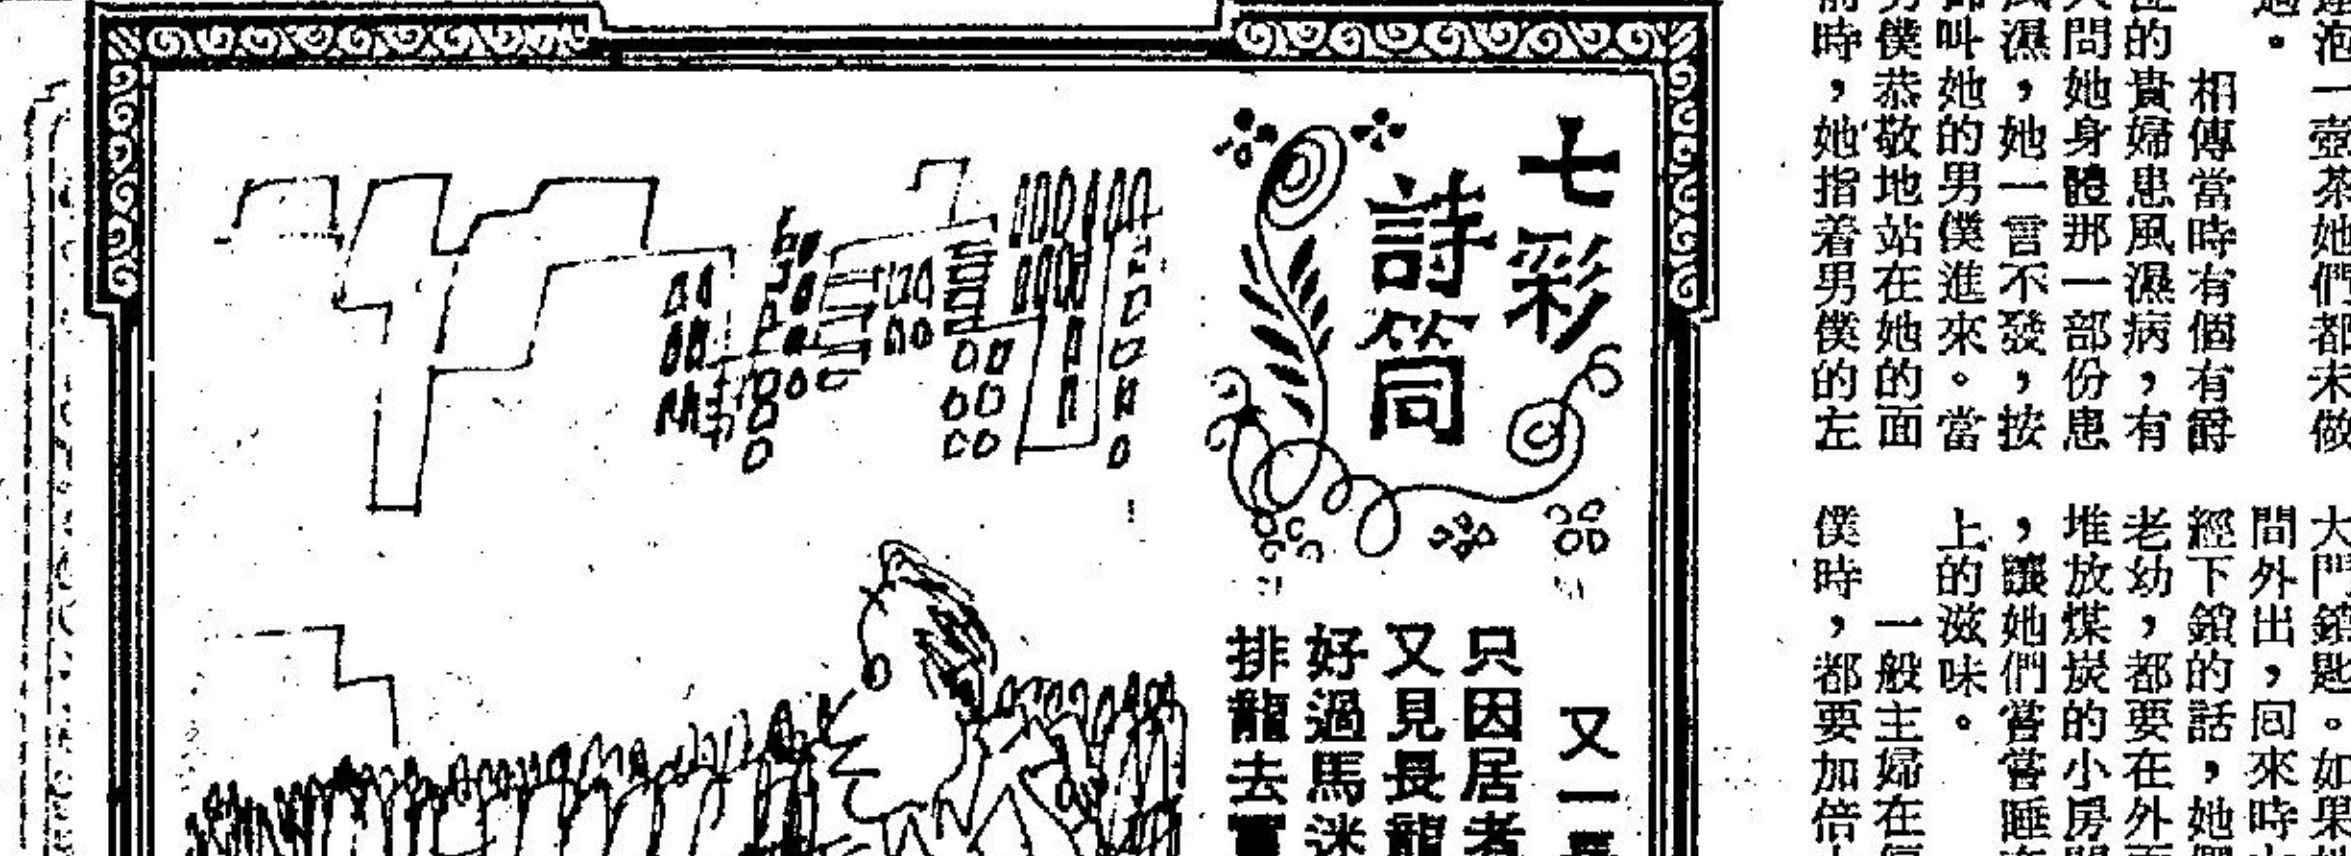 泡一壺茶她們都未做
過。
相傳當時有個有爵
的貴婦患風濕病，有
人問她身體那一部份患
風濕，她一言不發，按
叫她的男僕進來。當
男僕恭敬地站在她的面
前時，她指着男僕的左
大門鎖匙。如果
問外出，回來時
經下鎖的話，她
老幼，都要在外
堆放煤炭的小房
，讓她們嘗嘗睡
上的滋味。
一般主婦在
僕時，都要加倍
七彩
詩筒
又一長
只因居者
又見長龍
好過馬迷
排龍去買